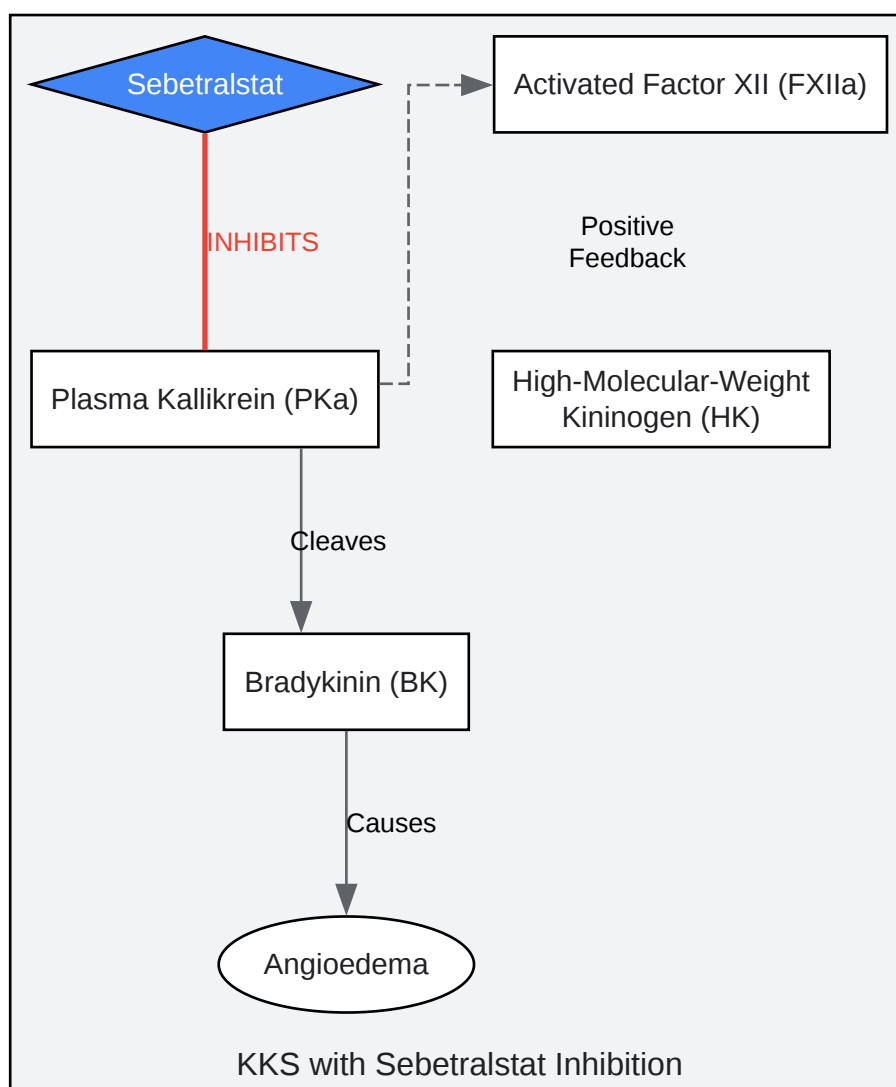 Sebetralstat
Activated Factor XII (FXIIa)
Positive
Feedback
INHIBITS
Plasma Kallikrein (PKa)
High-Molecular-Weight
Kininogen (HK)
Cleaves
Bradykinin (BK)
Causes
Angioedema
KKS with Sebetralstat Inhibition